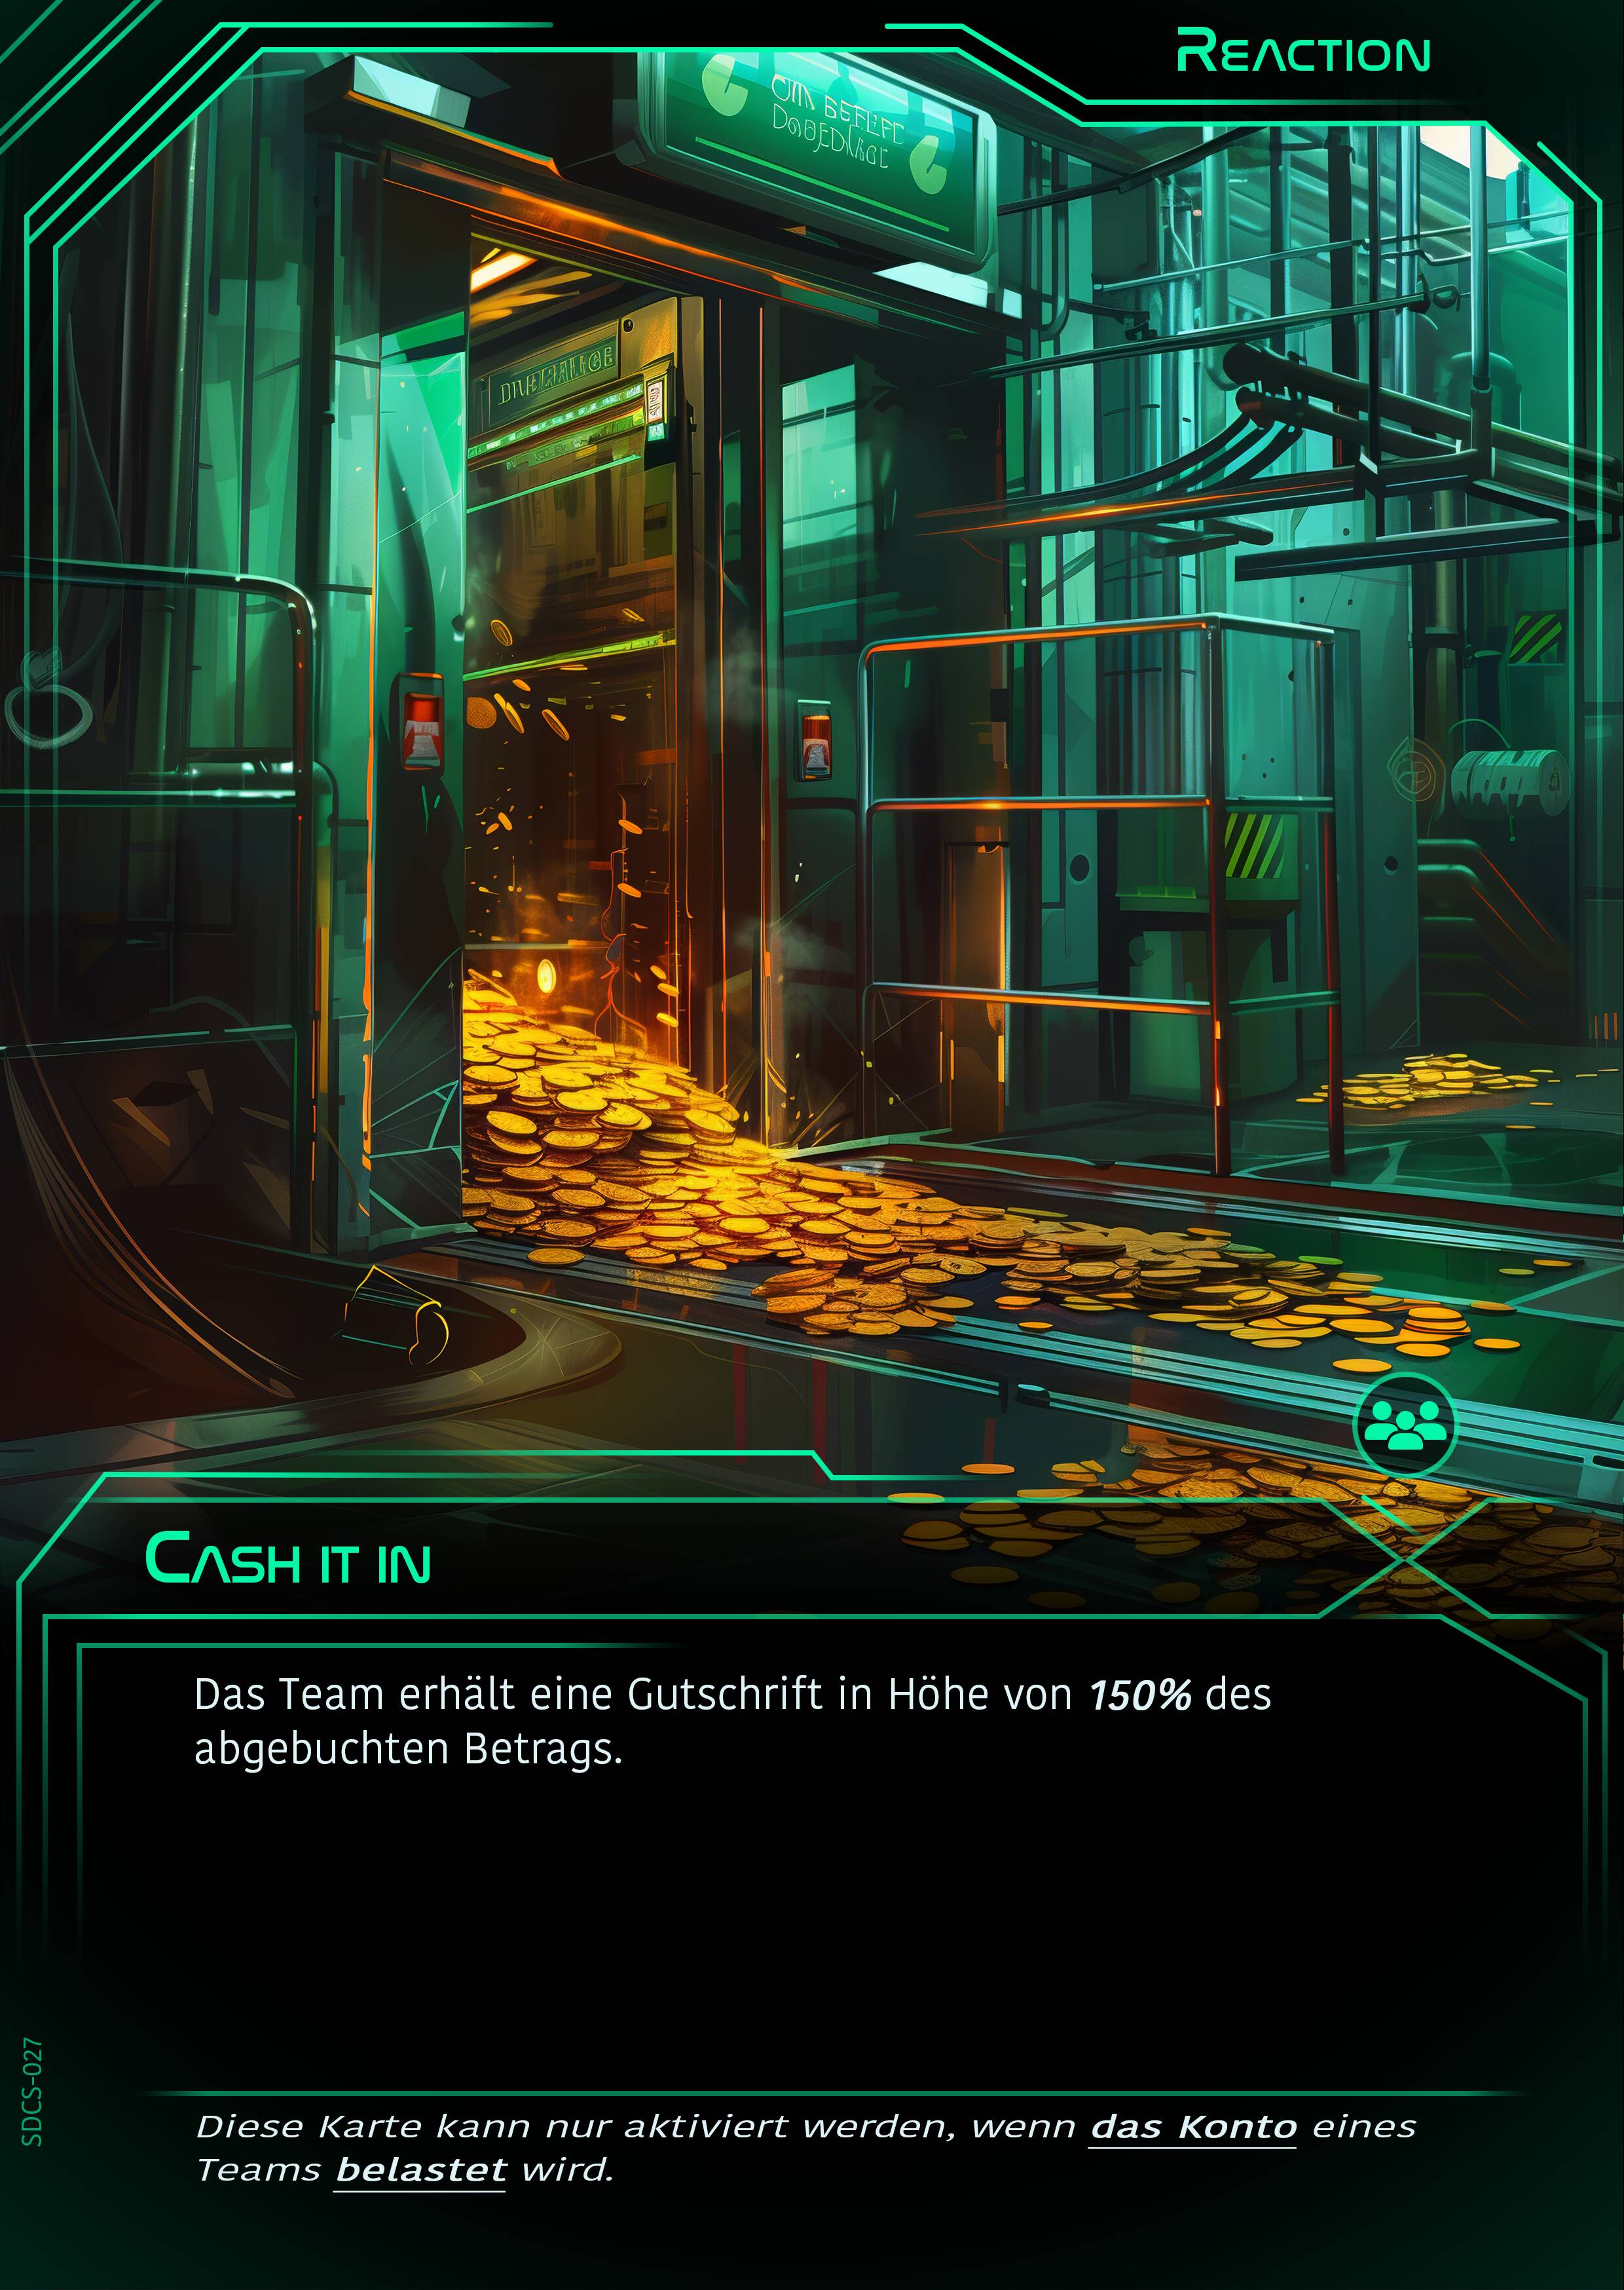 Reaction
Cash it in
Das Team erhält eine Gutschrift in Höhe von 150% des
abgebuchten Betrags.
SDCS-027
Diese Karte kann nur aktiviert werden, wenn das Konto eines
Teams belastet wird.